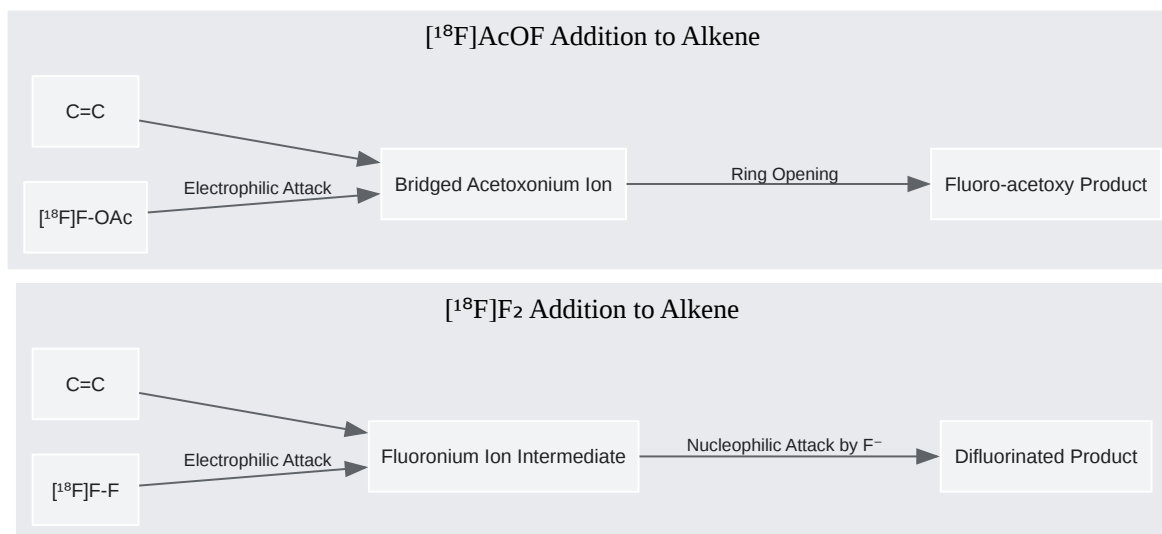 [¹⁸F]AcOF Addition to Alkene
C=C
[¹⁸F]F-OAc
Electrophilic Attack
Bridged Acetoxonium Ion
Ring Opening
Fluoro-acetoxy Product
[¹⁸F]F₂ Addition to Alkene
C=C
[¹⁸F]F-F
Electrophilic Attack
Fluoronium Ion Intermediate
Nucleophilic Attack by F⁻
Difluorinated Product